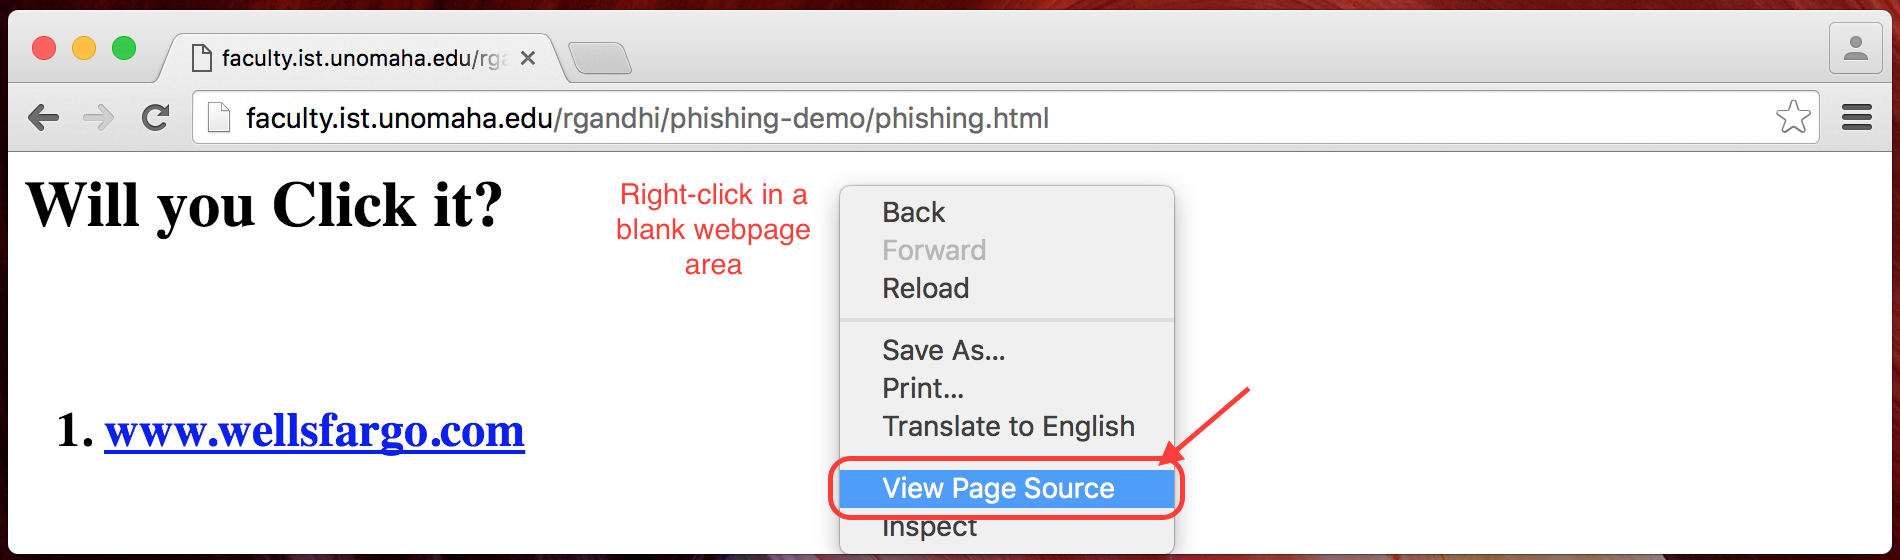 faculty.ist.unomaha.edu/rga
faculty.ist.unomaha.edu/rgandhi/phishing-demo/phishing.html
Will you Click it?
Right-click in a
blank webpage
area
Back
Forward
Reload
Save As...
Print...
Translate to English
1. www.wellsfargo.com
View Page Source
Inspect